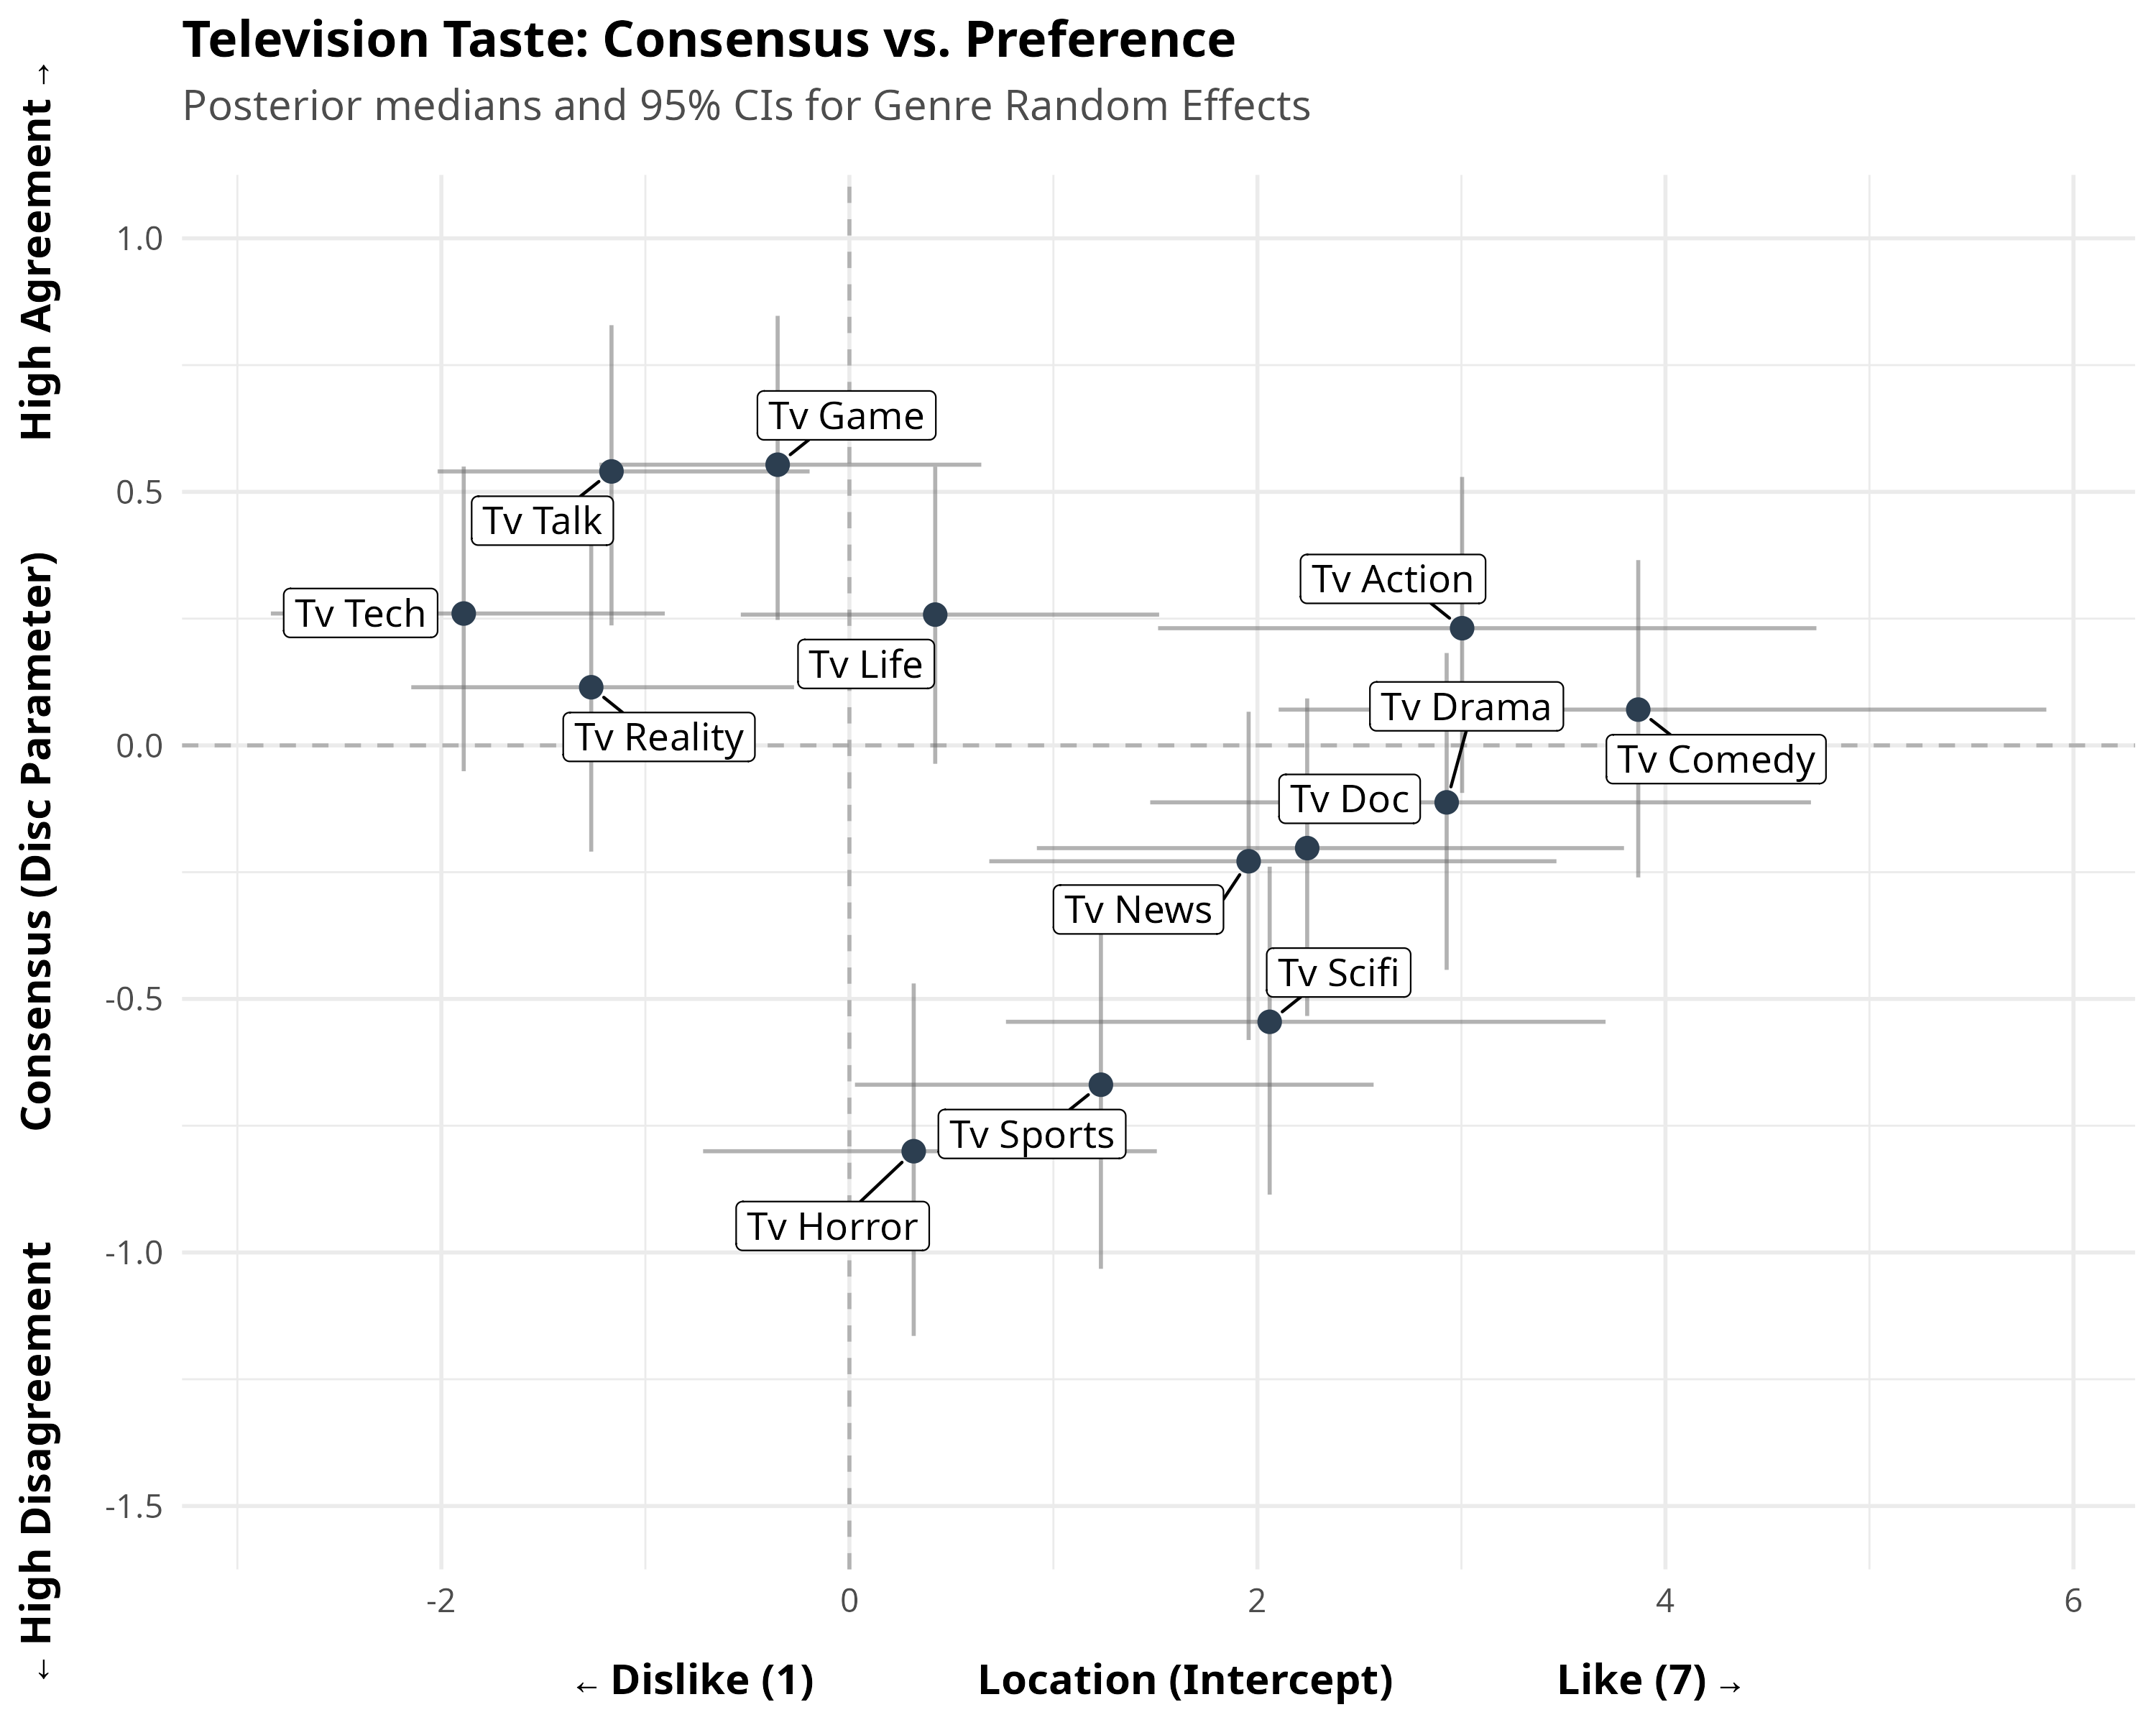 Television Taste: Consensus vs. Preference
Posterior medians and 95% CIs for Genre Random Effects
← High Disagreement
Consensus (Disc Parameter)
High Agreement →
1.0
0.5
0.0
-0.5
-1.0
-1.5
Tv Game
Tv Talk
Tv Action
Tv Tech
Tv Life
Tv Drama
Tv Reality
Tv Comedy
Tv Doc
Tv News
Tv Scifi
Tv Sports
Tv Horror
-2
0
2
4
6
← Dislike (1)
Location (Intercept)
Like (7) →